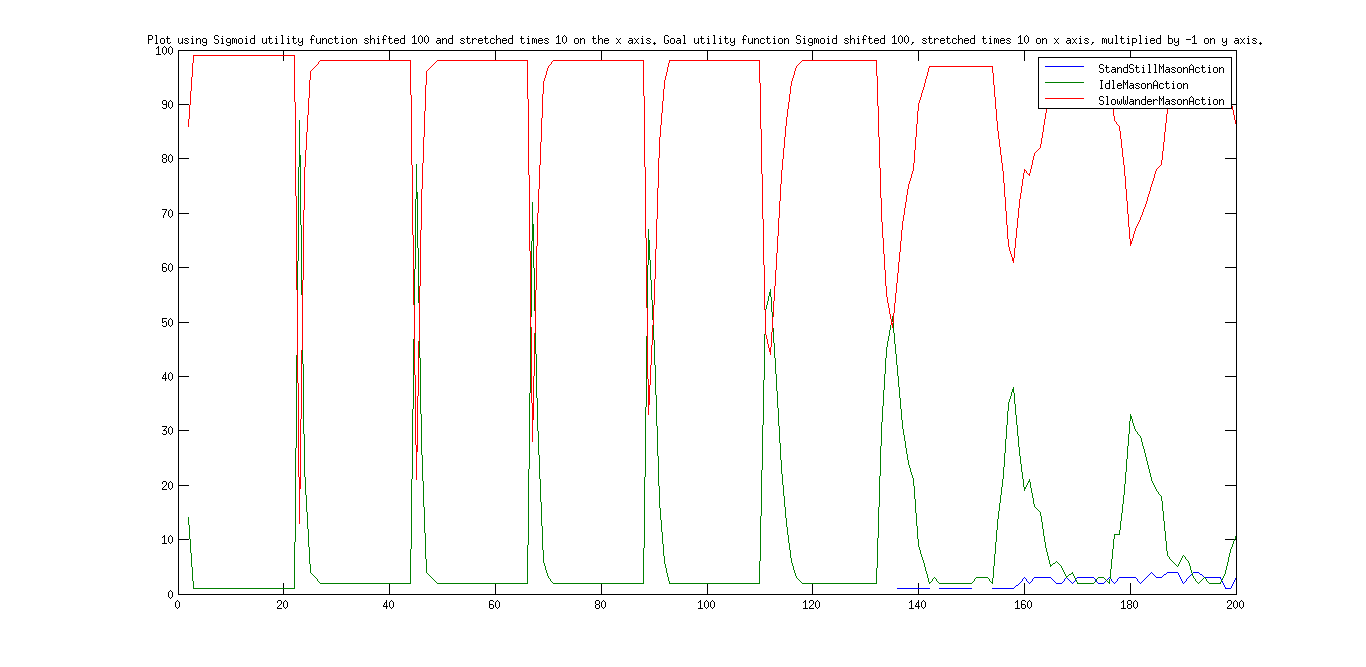 Plot using Sigmoid utility function shifted 100 and stretched times 10 on the x axis. Goal utility function Sigmoid shifted 100, stretched times 10 on x axis, multiplied by -1 on y axis.
100
90
80
70
60
50
40
30
20
10
0
StandStillMasonAction
IdleMasonAction
SlowWanderMasonAction
0 20 40 60 80 100 120 140 160 180 200